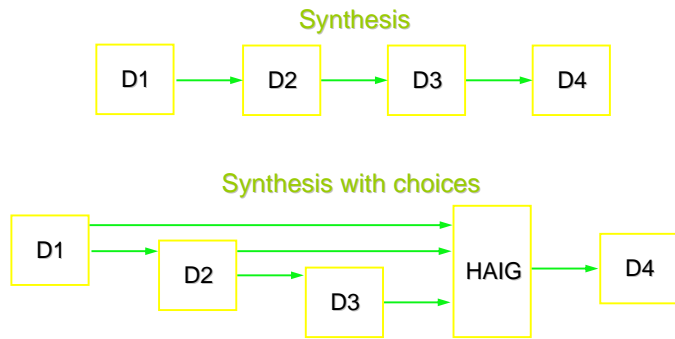 Synthesis
D1
D2
D3
D4
Synthesis with choices
D1
D2
D3
HAIG
D4